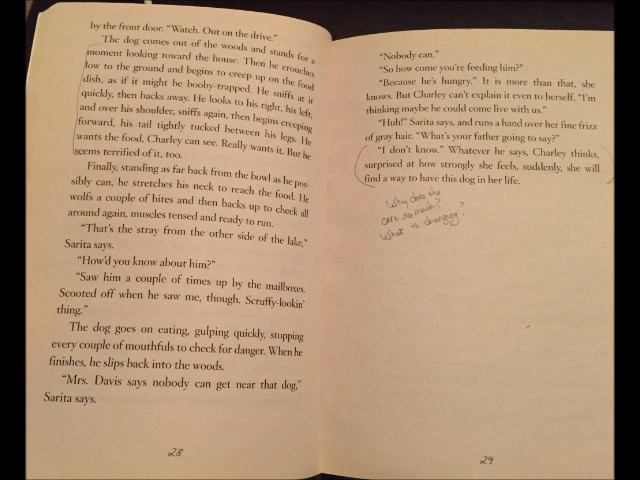 by the front door. “Watch. Out on the drive.”
The dog comes out of the woods and stands for a
moment looking toward the house. Then he crouches
low to the ground and begins to creep up on the food
dish, as if it might be booby-trapped. He sniffs at it
quickly, then backs away. He looks to his right, his left,
and over his shoulder, sniffs again, then begins creeping
forward, his tail tightly tucked between his legs. He
wants the food, Charley can see. Really wants it. But he
seems terrified of it, too.
Finally, standing as far back from the bowl as he pos-
sibly can, he stretches his neck to reach the food. He
wolfs a couple of bites and then backs up to check all
around again, muscles tensed and ready to run.
“That’s the stray from the other side of the lake,”
Sarita says.
“How’d you know about him?”
“Saw him a couple of times up by the mailboxes.
Scooted off when he saw me, though. Scruffy-lookin’
thing.”
The dog goes on eating, gulping quickly, stopping
every couple of mouthfuls to check for danger. When he
finishes, he slips back into the woods.
“Mrs. Davis says nobody can get near that dog,”
Sarita says.
28
“Nobody can.”
“So how come you’re feeding him?”
“Because he’s hungry.” It is more than that, she
knows. But Charley can’t explain it even to herself. “I’m
thinking maybe he could come live with us.”
“Huh!” Sarita says, and runs a hand over her fine frizz
of gray hair. “What’s your father going to say?”
“I don’t know.” Whatever he says, Charley thinks,
surprised at how strongly she feels, suddenly, she will
find a way to have this dog in her life.
Why does she
care so much?
What is changing?
29